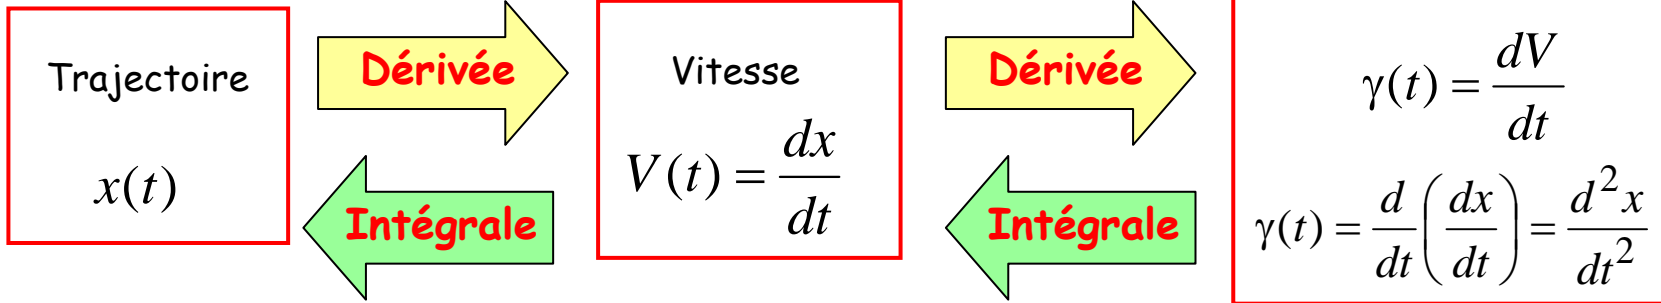 Trajectoire
x(t)
Dérivée
Intégrale
Vitesse
V(t) = dx/dt
Dérivée
Intégrale
γ(t) = dV/dt
γ(t) = d/dt (dx/dt) = d²x/dt²